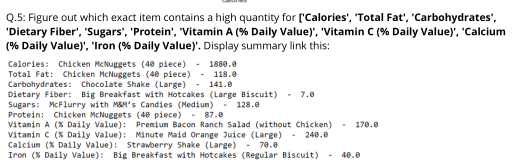 Q.5: Figure out which exact item contains a high quantity for ['Calories', 'Total Fat', 'Carbohydrates',
'Dietary Fiber', 'Sugars', 'Protein', 'Vitamin A (% Daily Value)', 'Vitamin C (% Daily Value)', 'Calcium
(% Daily Value)', 'Iron (% Daily Value)'. Display summary link this:
Calories: Chicken McNuggets (40 piece) - 1880.0
Total Fat: Chicken McNuggets (40 piece) - 118.0
Carbohydrates: Chocolate Shake (Large) - 141.0
Dietary Fiber: Big Breakfast with Hotcakes (Large Biscuit) - 7.0
Sugars: McFlurry with M&M's Candies (Medium) - 128.0
Protein: Chicken McNuggets (40 piece) - 87.0
Vitamin A (% Daily Value): Premium Bacon Ranch Salad (without Chicken) - 170.0
Vitamin C (% Daily Value): Minute Maid Orange Juice (Large) - 240.0
Calcium (% Daily Value): Strawberry Shake (Large) - 70.0
Iron (% Daily Value): Big Breakfast with Hotcakes (Regular Biscuit) - 40.0